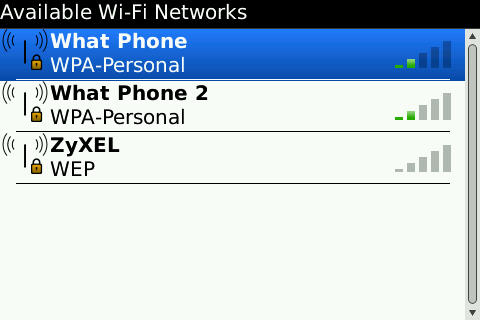 Available Wi-Fi Networks
What Phone
WPA-Personal
What Phone 2
WPA-Personal
ZyXEL
WEP